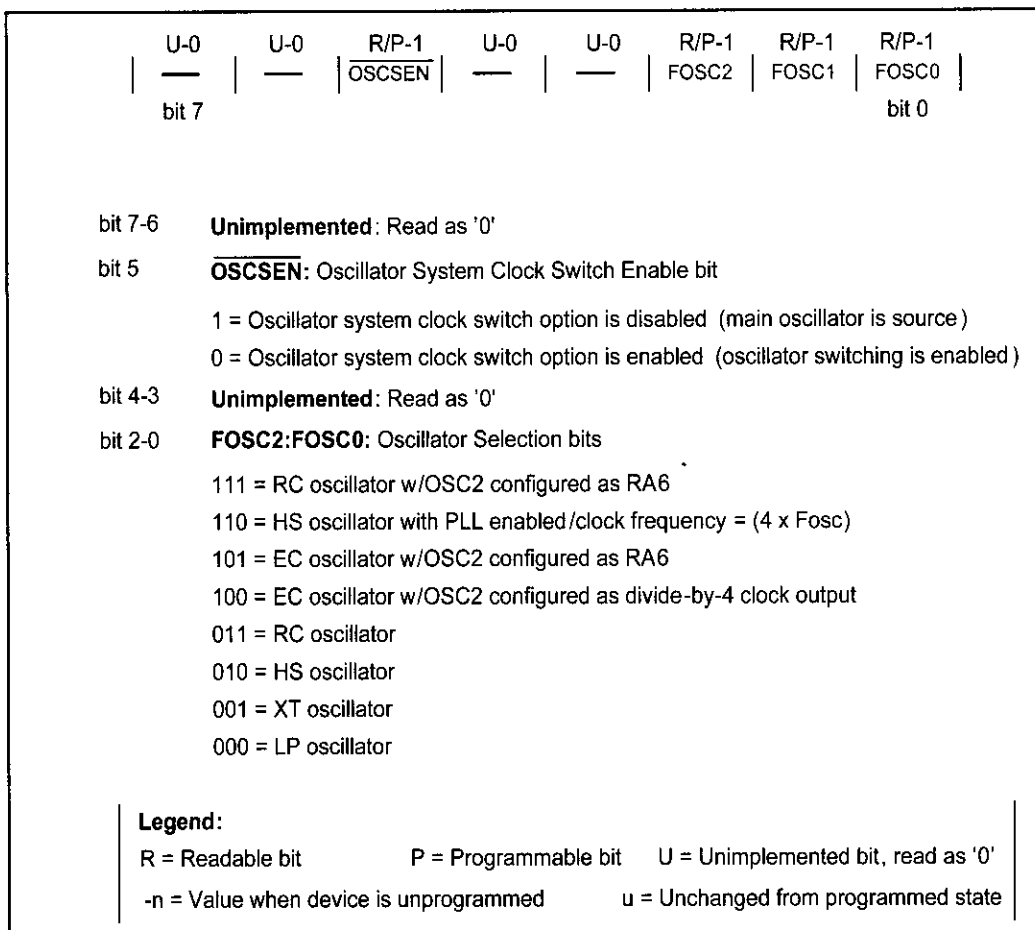 U-0 U-0 R/P-1 U-0 U-0 R/P-1 R/P-1 R/P-1
— — OSCSEN — — FOSC2 FOSC1 FOSC0
bit 7 bit 0
bit 7-6 Unimplemented: Read as '0'
bit 5 OSCSEN: Oscillator System Clock Switch Enable bit
1 = Oscillator system clock switch option is disabled (main oscillator is source)
0 = Oscillator system clock switch option is enabled (oscillator switching is enabled)
bit 4-3 Unimplemented: Read as '0'
bit 2-0 FOSC2:FOSC0: Oscillator Selection bits
111 = RC oscillator w/OSC2 configured as RA6
110 = HS oscillator with PLL enabled/clock frequency = (4 x Fosc)
101 = EC oscillator w/OSC2 configured as RA6
100 = EC oscillator w/OSC2 configured as divide-by-4 clock output
011 = RC oscillator
010 = HS oscillator
001 = XT oscillator
000 = LP oscillator
Legend:
R = Readable bit P = Programmable bit U = Unimplemented bit, read as '0'
-n = Value when device is unprogrammed u = Unchanged from programmed state